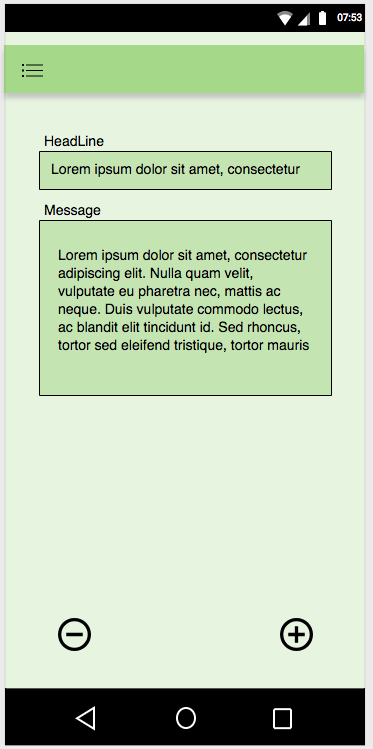 07:53
HeadLine
Lorem ipsum dolor sit amet, consectetur
Message
Lorem ipsum dolor sit amet, consectetur
adipiscing elit. Nulla quam velit,
vulputate eu pharetra nec, mattis ac
neque. Duis vulputate commodo lectus,
ac blandit elit tincidunt id. Sed rhoncus,
tortor sed eleifend tristique, tortor mauris